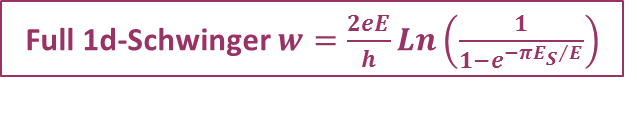 Full 1d-Schwinger w = 2eE/h Ln(1/(1−e^(−πE_S/E)))